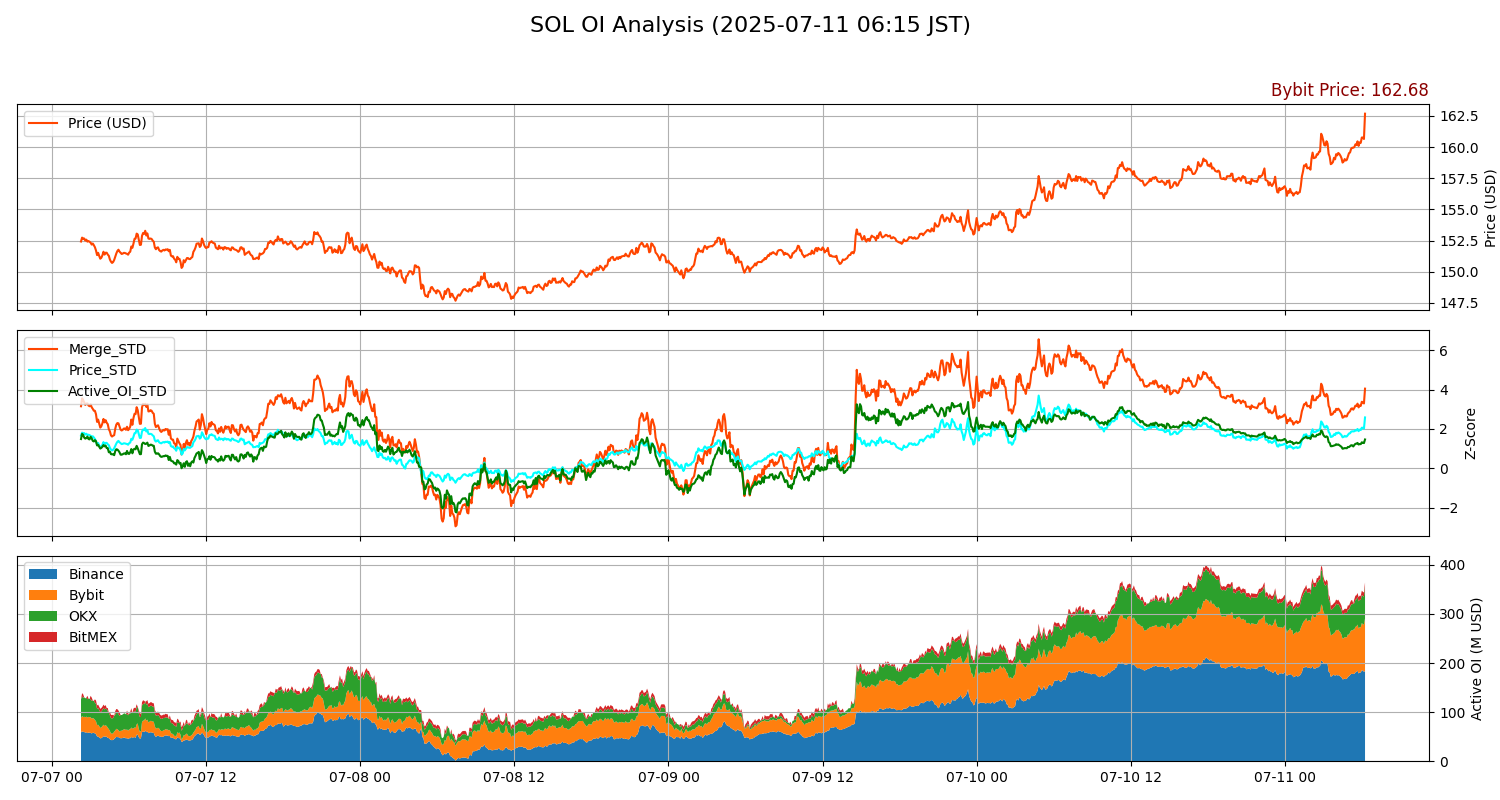 SOL OI Analysis (2025-07-11 06:15 JST)
Bybit Price: 162.68
Price (USD)
162.5
160.0
157.5
155.0
152.5
150.0
147.5
Price (USD)
Merge_STD
Price_STD
Active_OI_STD
6
4
2
0
−2
Z-Score
Binance
Bybit
OKX
BitMEX
400
300
200
100
0
Active OI (M USD)
07-07 00
07-07 12
07-08 00
07-08 12
07-09 00
07-09 12
07-10 00
07-10 12
07-11 00